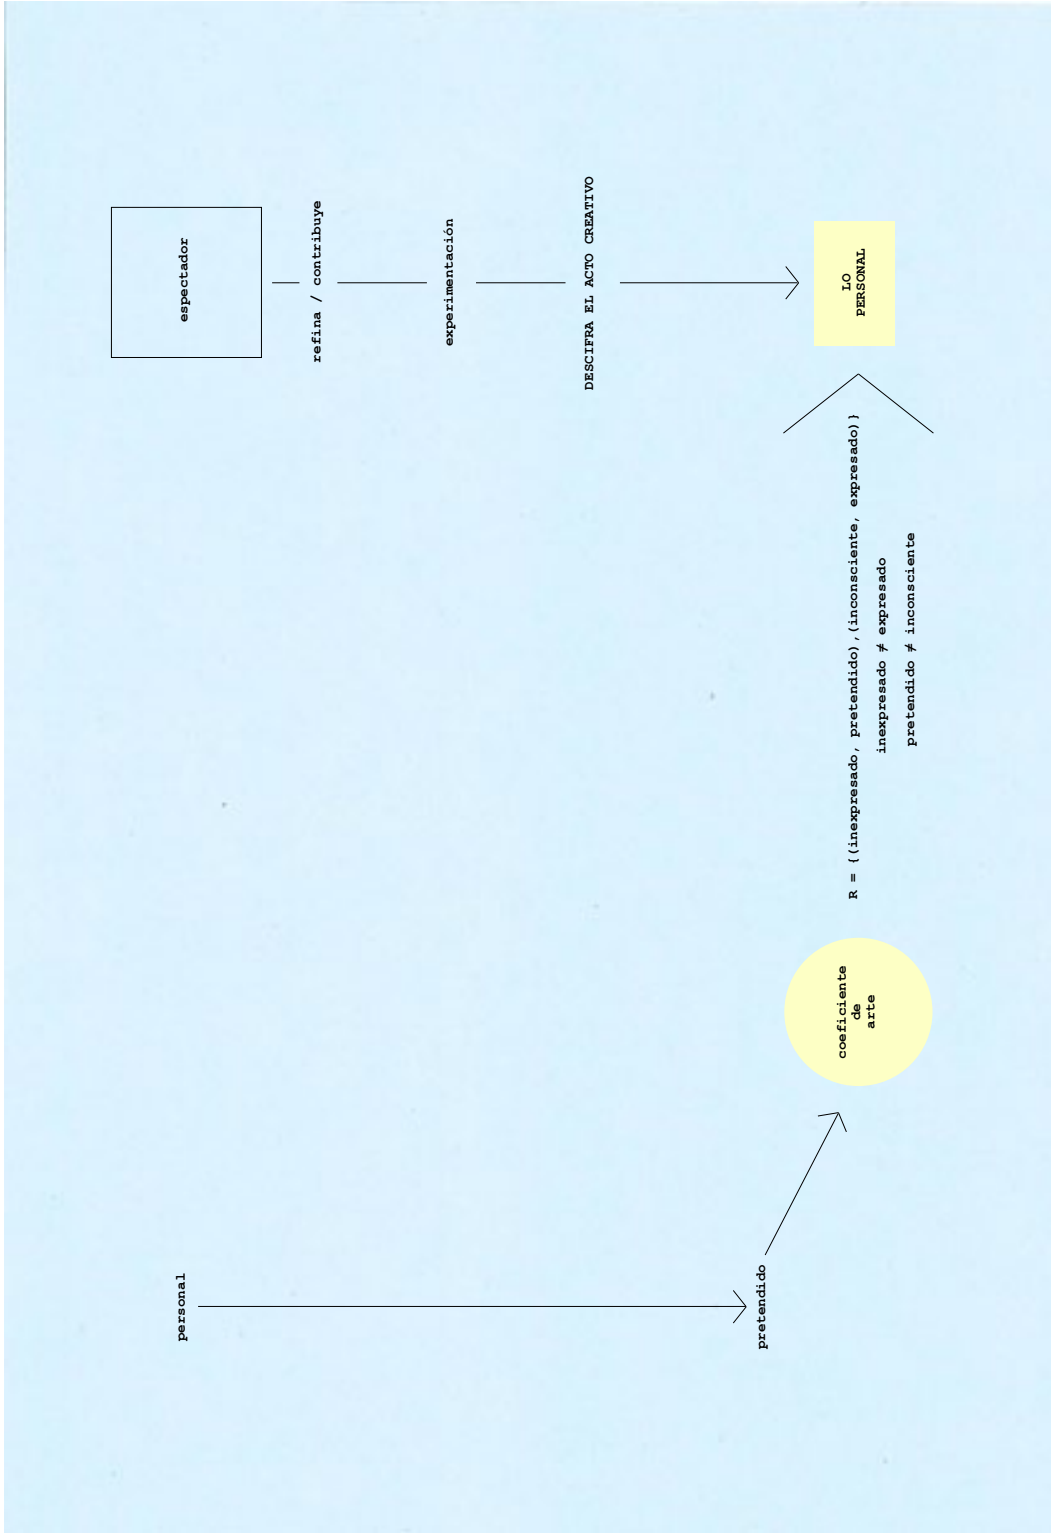 personal
espectador
refina / contribuye
experimentación
DESCIFRA EL ACTO CREATIVO
pretendido
coeficiente
de
arte
R = {(inexpresado, pretendido),(inconsciente, expresado)}
inexpresado ≠ expresado
pretendido ≠ inconsciente
LO
PERSONAL